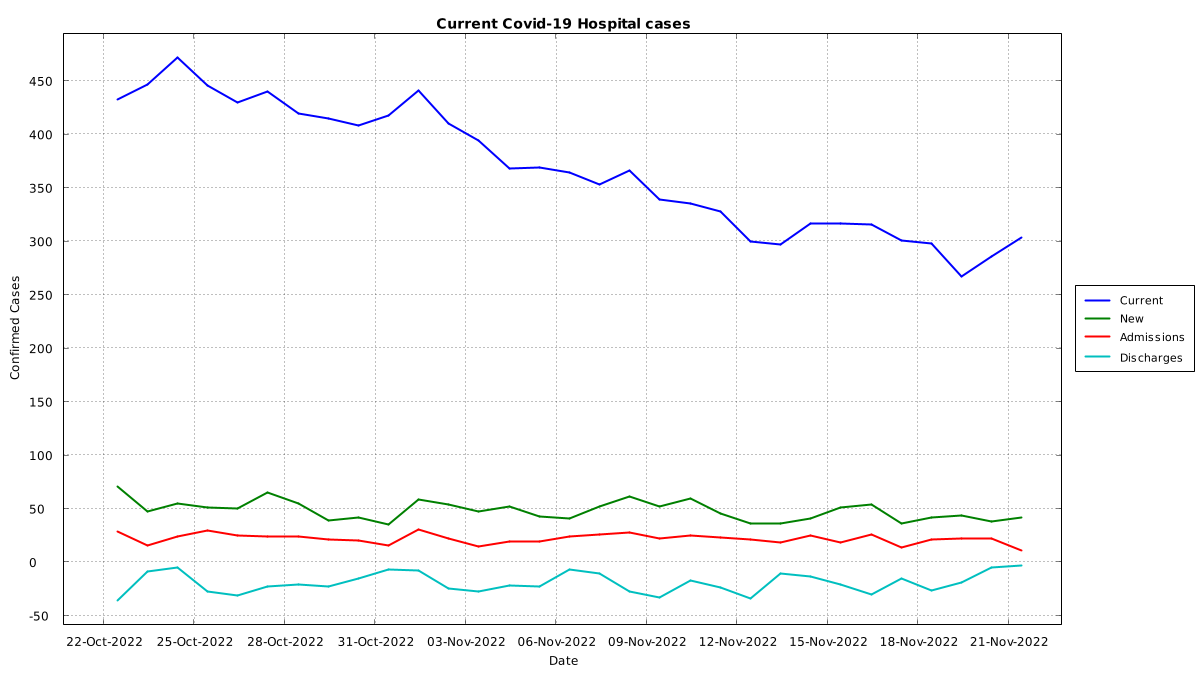 Current Covid-19 Hospital cases
Confirmed Cases
450
400
350
300
250
200
150
100
50
0
-50
22-Oct-2022 25-Oct-2022 28-Oct-2022 31-Oct-2022 03-Nov-2022 06-Nov-2022 09-Nov-2022 12-Nov-2022 15-Nov-2022 18-Nov-2022 21-Nov-2022
Date
Current
New
Admissions
Discharges